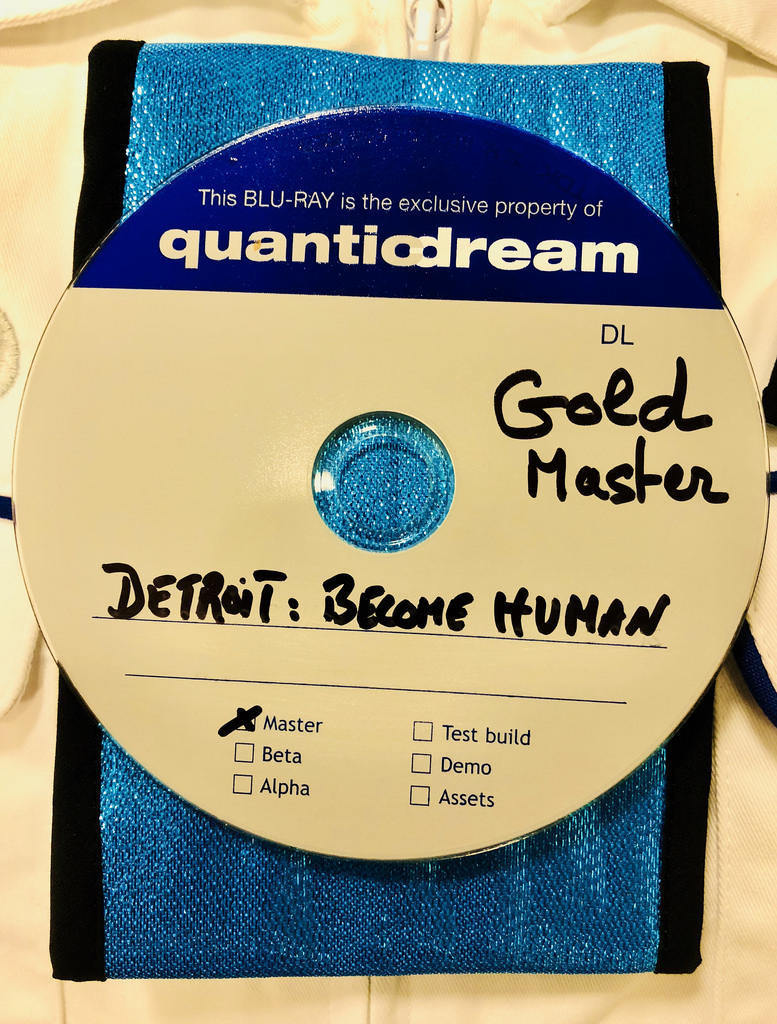 This BLU-RAY is the exclusive property of
quanticdream
DL
Gold
Master
DETROIT: BECOME HUMAN
Master
Beta
Alpha
Test build
Demo
Assets